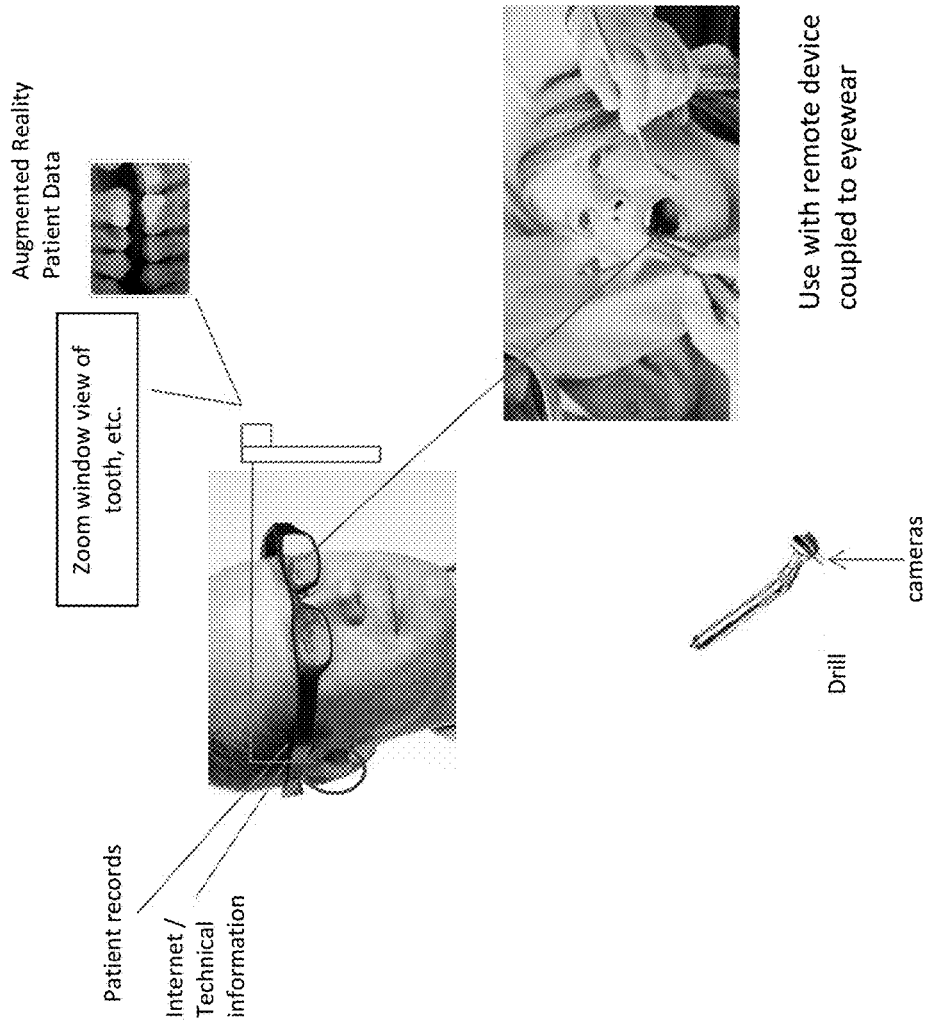 Patient records
Internet /
Technical
information
Zoom window view of
tooth, etc.
Augmented Reality
Patient Data
Drill
cameras
Use with remote device
coupled to eyewear